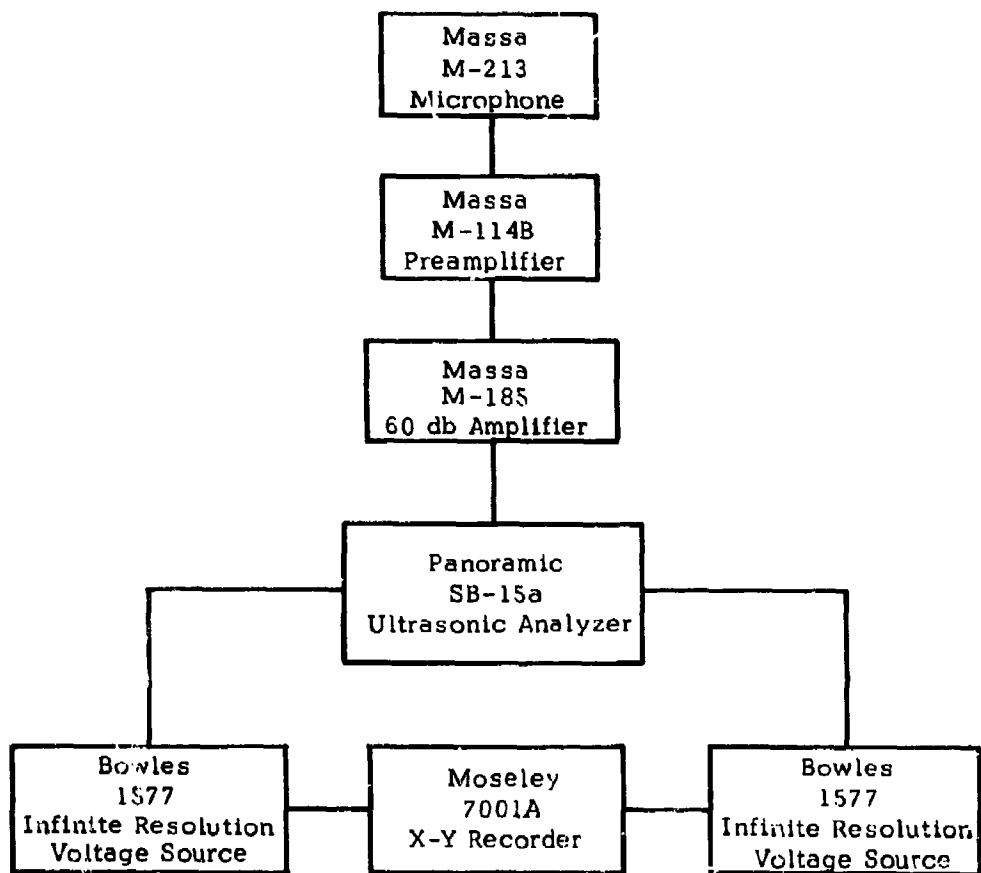 Massa
M-213
Microphone
Massa
M-114B
Preamplifier
Massa
M-185
60 db Amplifier
Panoramic
SB-15a
Ultrasonic Analyzer
Bowles
1577
Infinite Resolution
Voltage Source
Moseley
7001A
X-Y Recorder
Bowles
1577
Infinite Resolution
Voltage Source